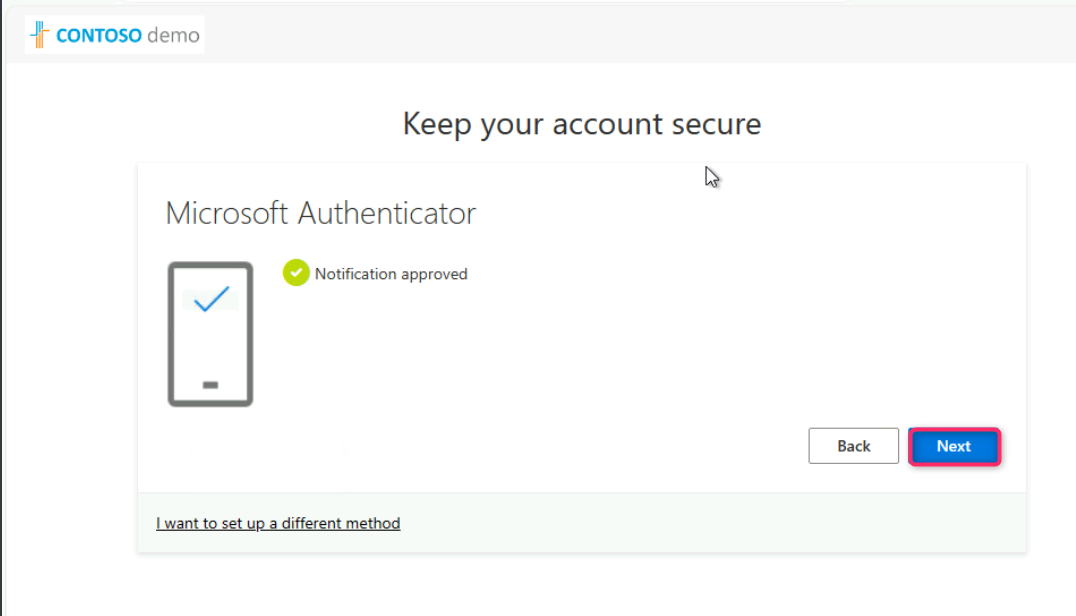 CONTOSO demo
Keep your account secure
Microsoft Authenticator
Notification approved
Back Next
I want to set up a different method